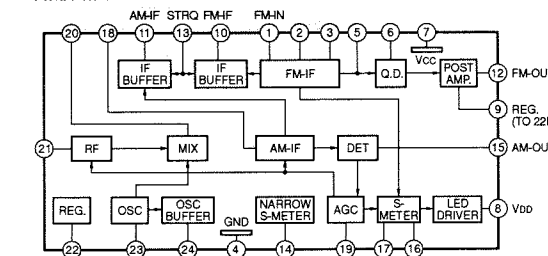 AM-IF STRQ FM-IF FM-IN
20 18 11 13 10 1 2 3 5 6 7
VCC
IF BUFFER
IF BUFFER
FM-IF
Q.D.
POST AMP.
12 FM-OU
9 REG.
(TO 22
21 RF
MIX
AM-IF
DET
15 AM-OU
REG.
OSC
OSC BUFFER
GND
NARROW S-METER
AGC
S-METER
LED DRIVER
8 VDD
22 23 24 4 14 19 17 16